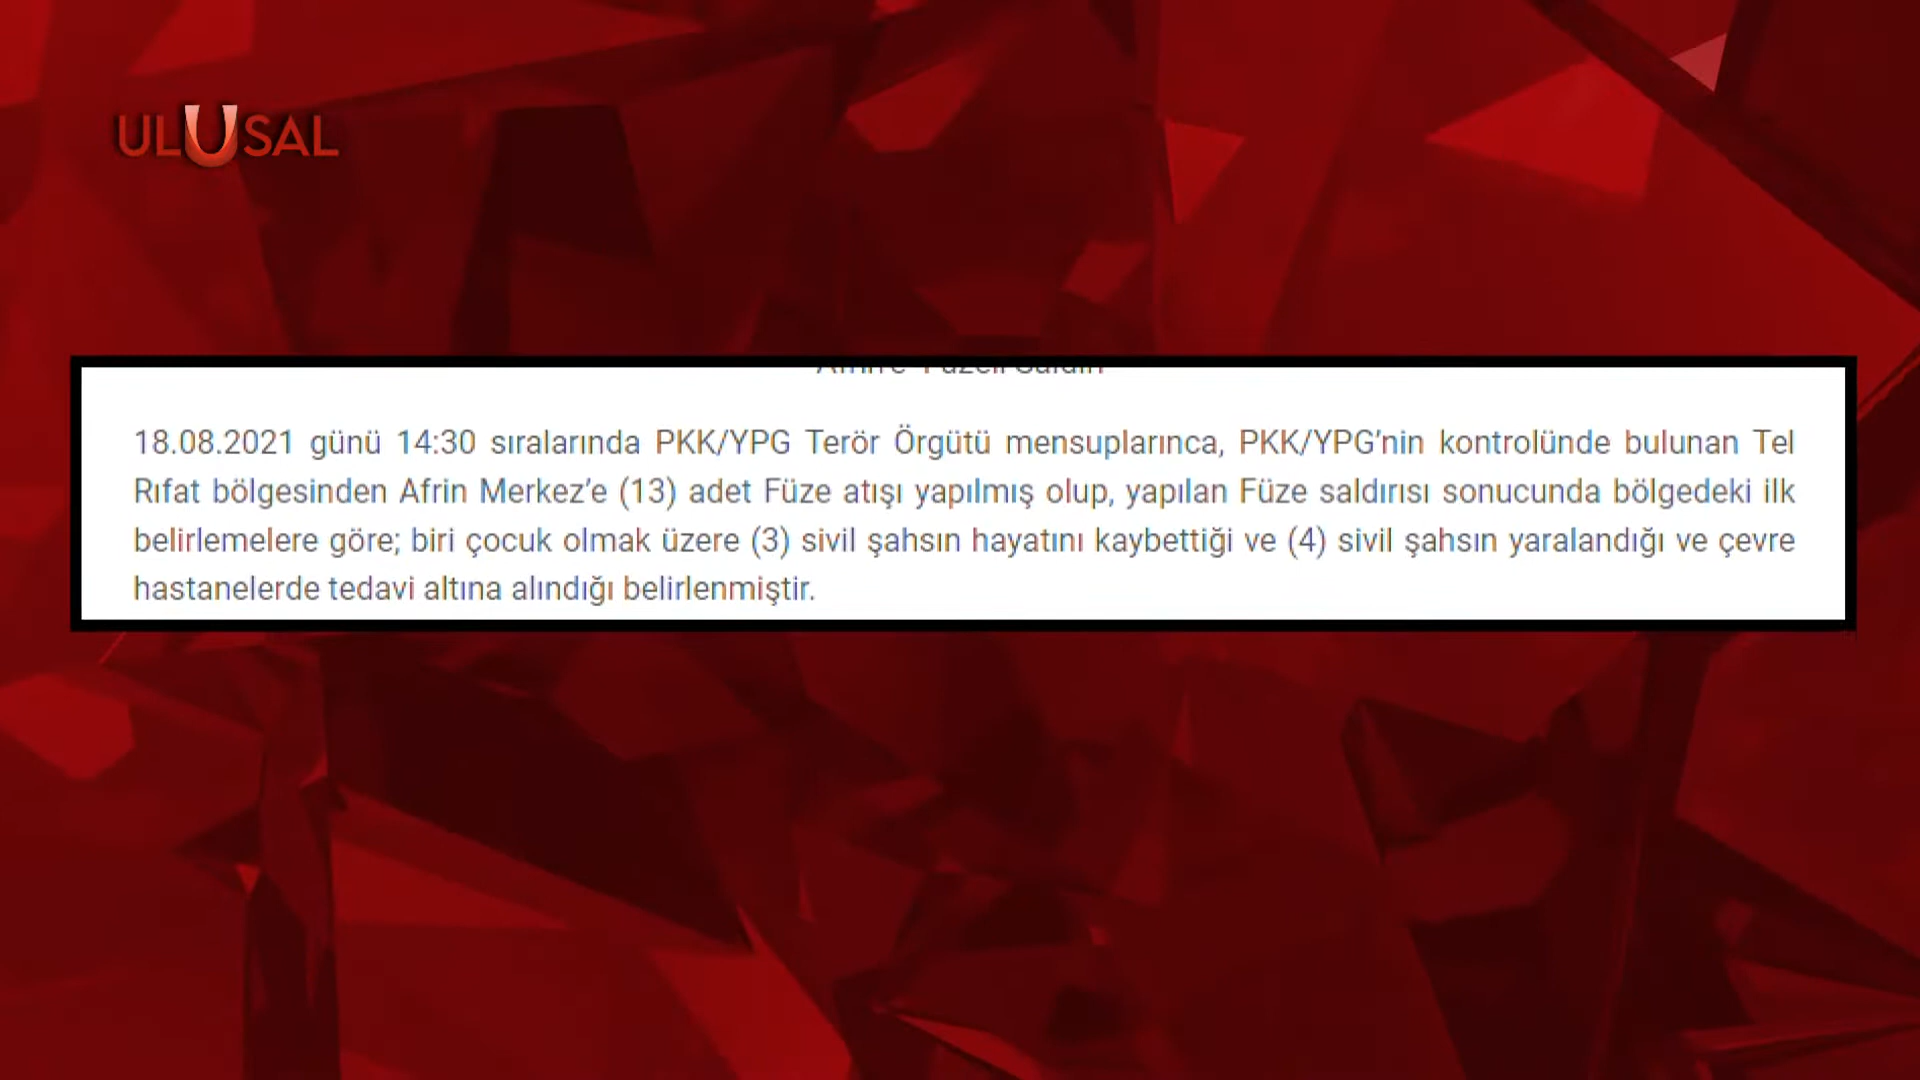 ULUSAL
Afrin'e Füzeli Saldırı
18.08.2021 günü 14:30 sıralarında PKK/YPG Terör Örgütü mensuplarınca, PKK/YPG’nin kontrolünde bulunan Tel
Rıfat bölgesinden Afrin Merkez’e (13) adet Füze atışı yapılmış olup, yapılan Füze saldırısı sonucunda bölgedeki ilk
belirlemelere göre; biri çocuk olmak üzere (3) sivil şahsın hayatını kaybettiği ve (4) sivil şahsın yaralandığı ve çevre
hastanelerde tedavi altına alındığı belirlenmiştir.